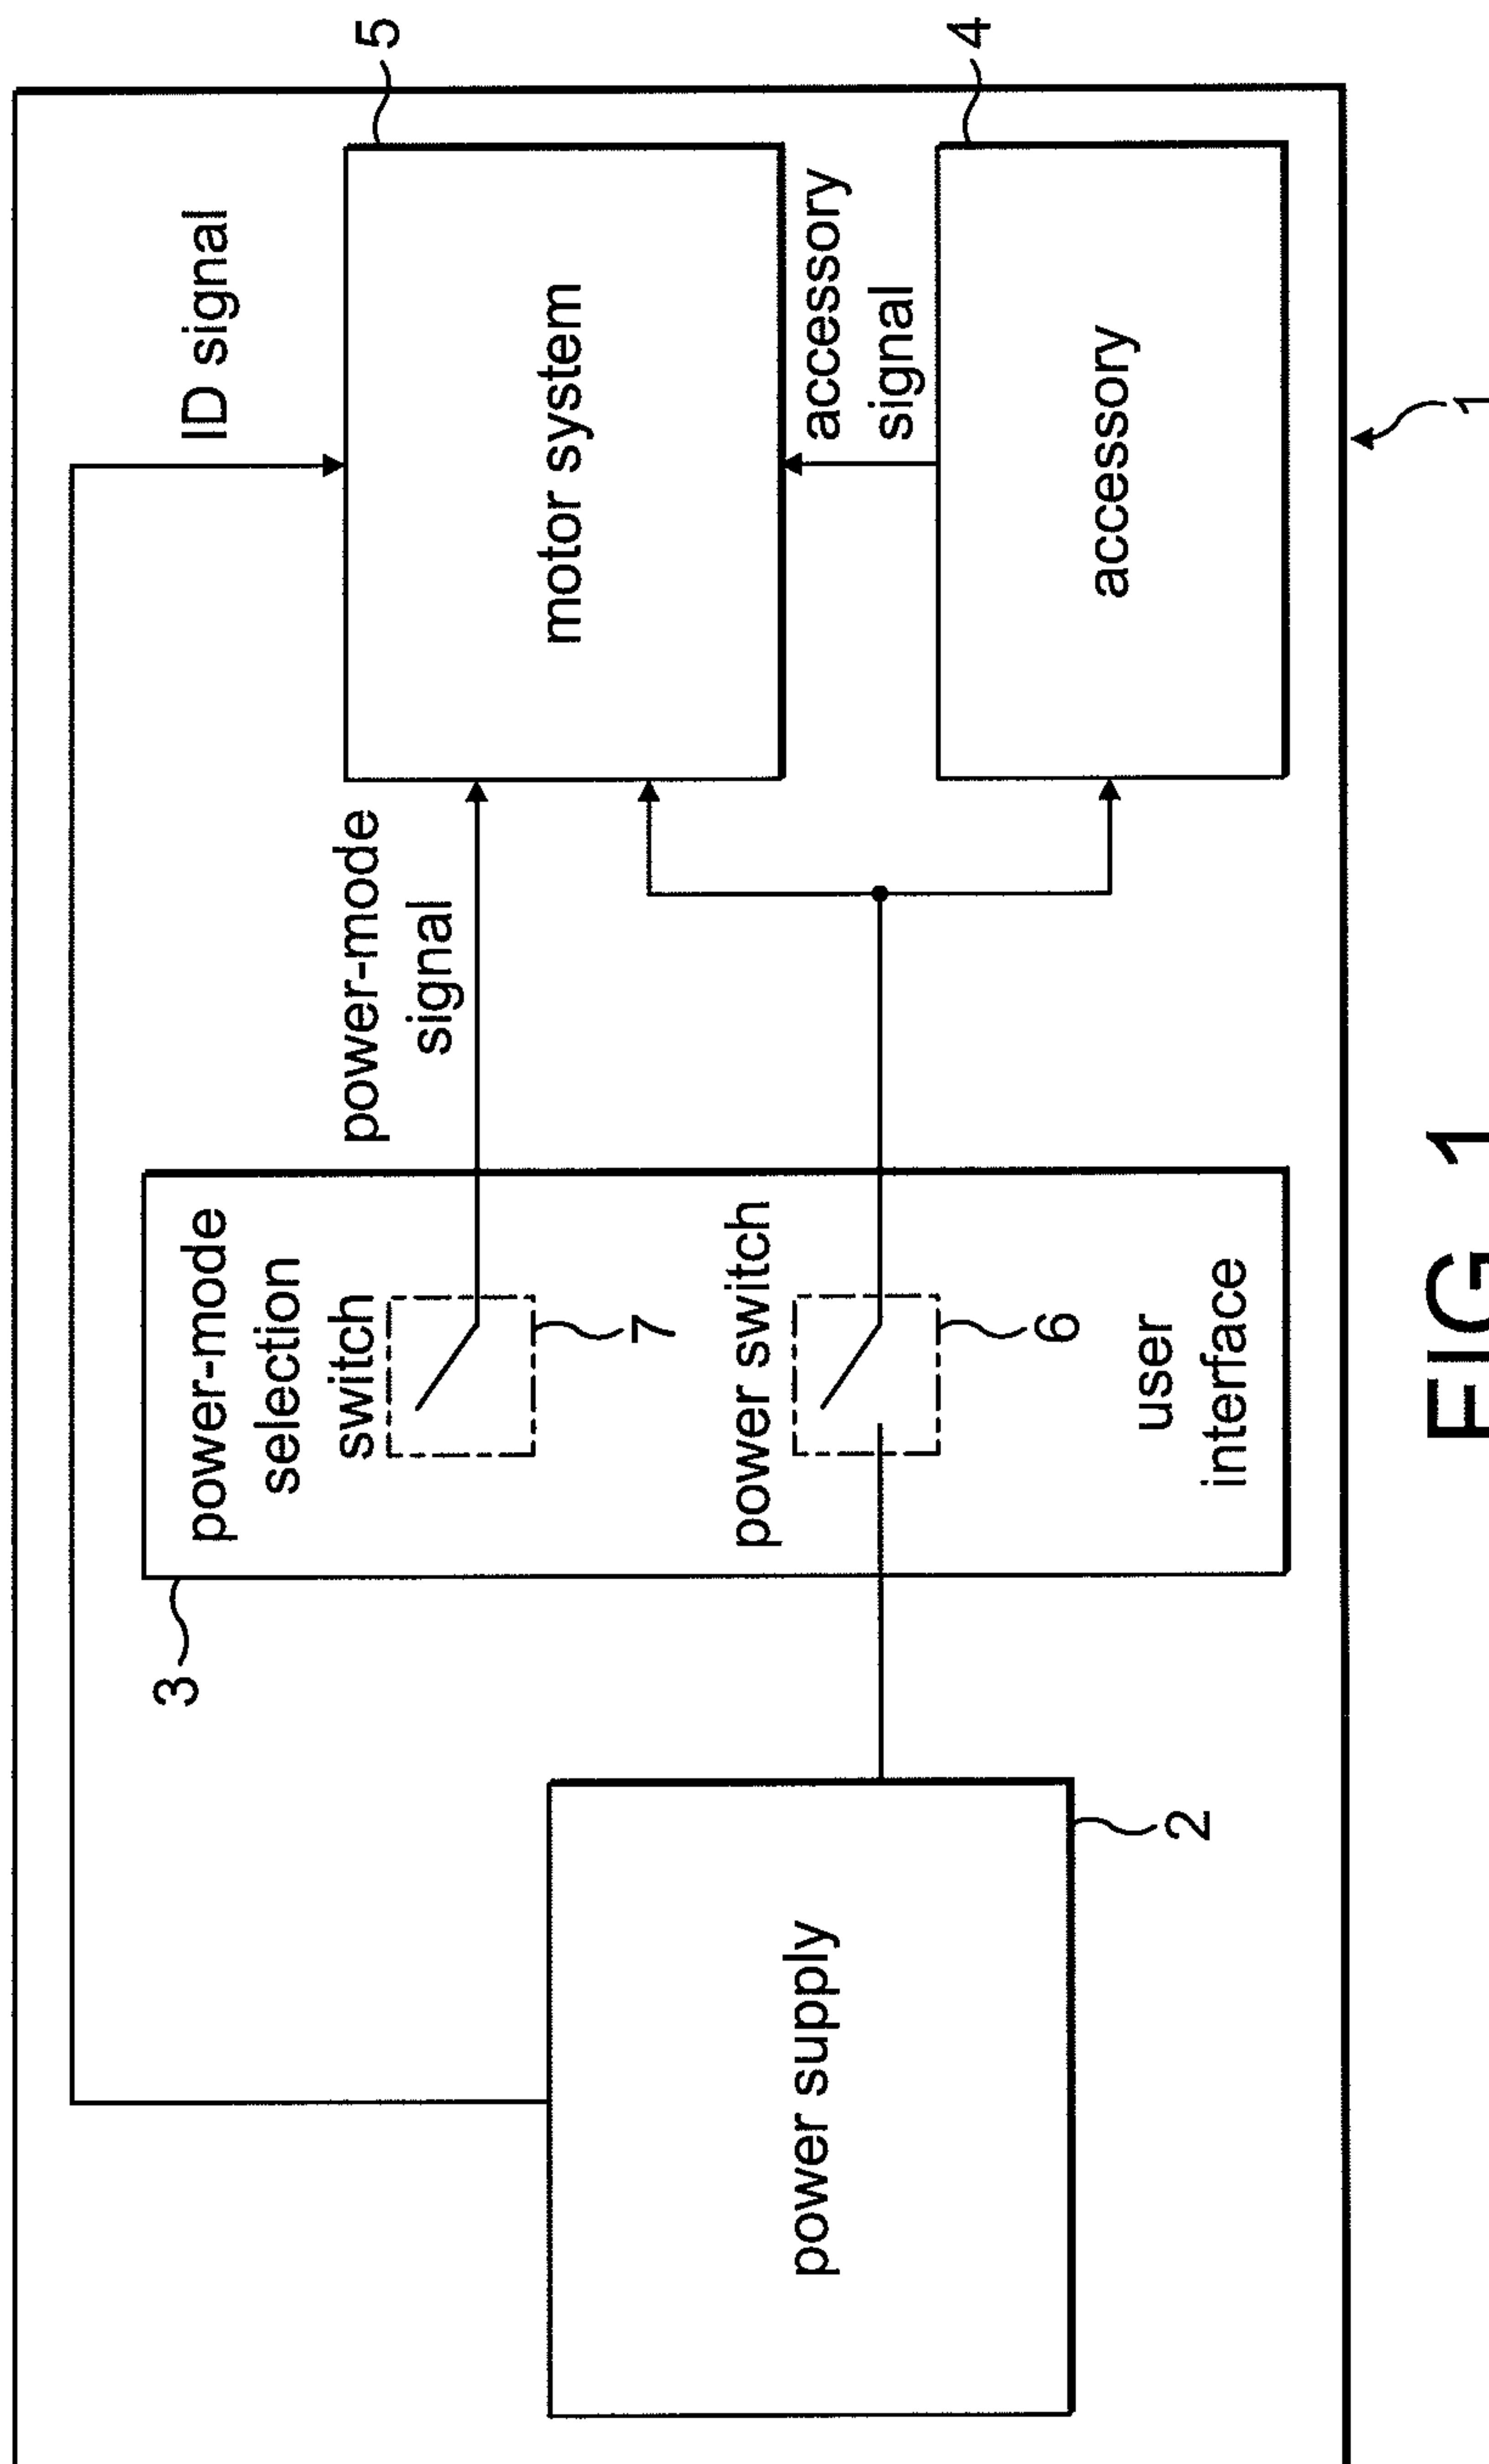 3
power-mode
selection
switch
7
power switch
6
user
interface
power supply
2
power-mode
signal
ID signal
motor system
5
accessory
signal
accessory
4
1
FIG. 1